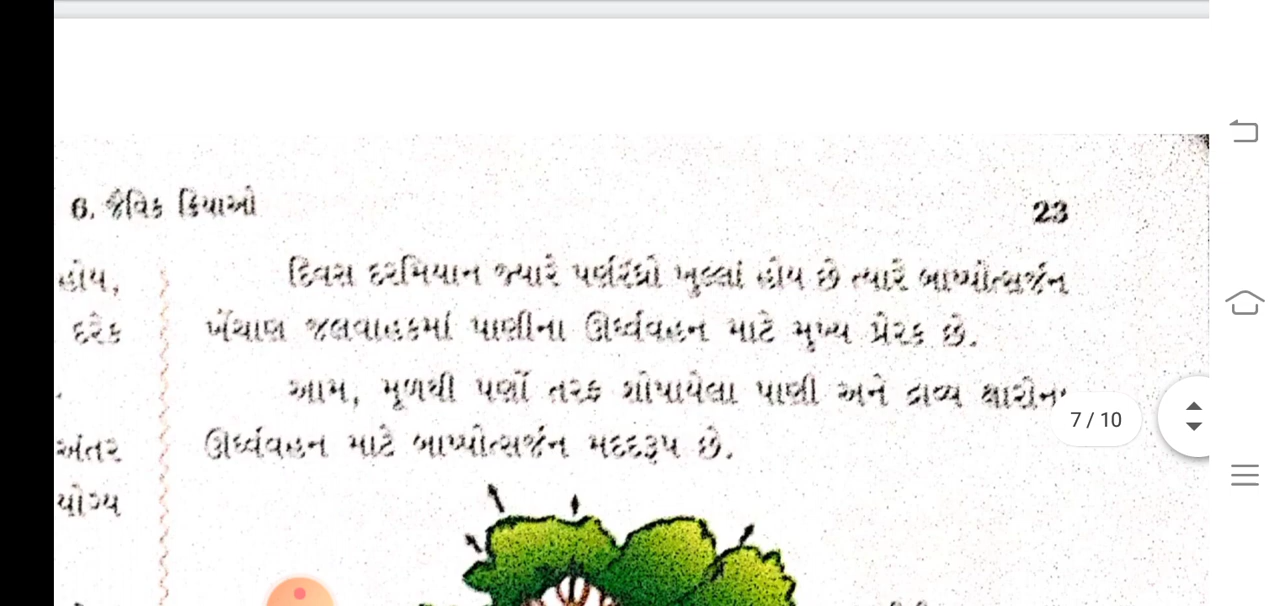 6. જૈવિક ક્રિયાઓ
23
હોય,
દરેક
અંતર
યોગ્ય
દિવસ દરમિયાન જ્યારે પર્ણરંધ્રો ખુલ્લાં હોય છે ત્યારે બાષ્પોત્સર્જન
ખેંચાણ જલવાહકમાં પાણીના ઊર્ધ્વવહન માટે મુખ્ય પ્રેરક છે.
આમ, મૂળથી પર્ણો તરફ શોષાયેલા પાણી અને દ્રાવ્ય ક્ષારોના
ઊર્ધ્વવહન માટે બાષ્પોત્સર્જન મદદરૂપ છે.
7 / 10